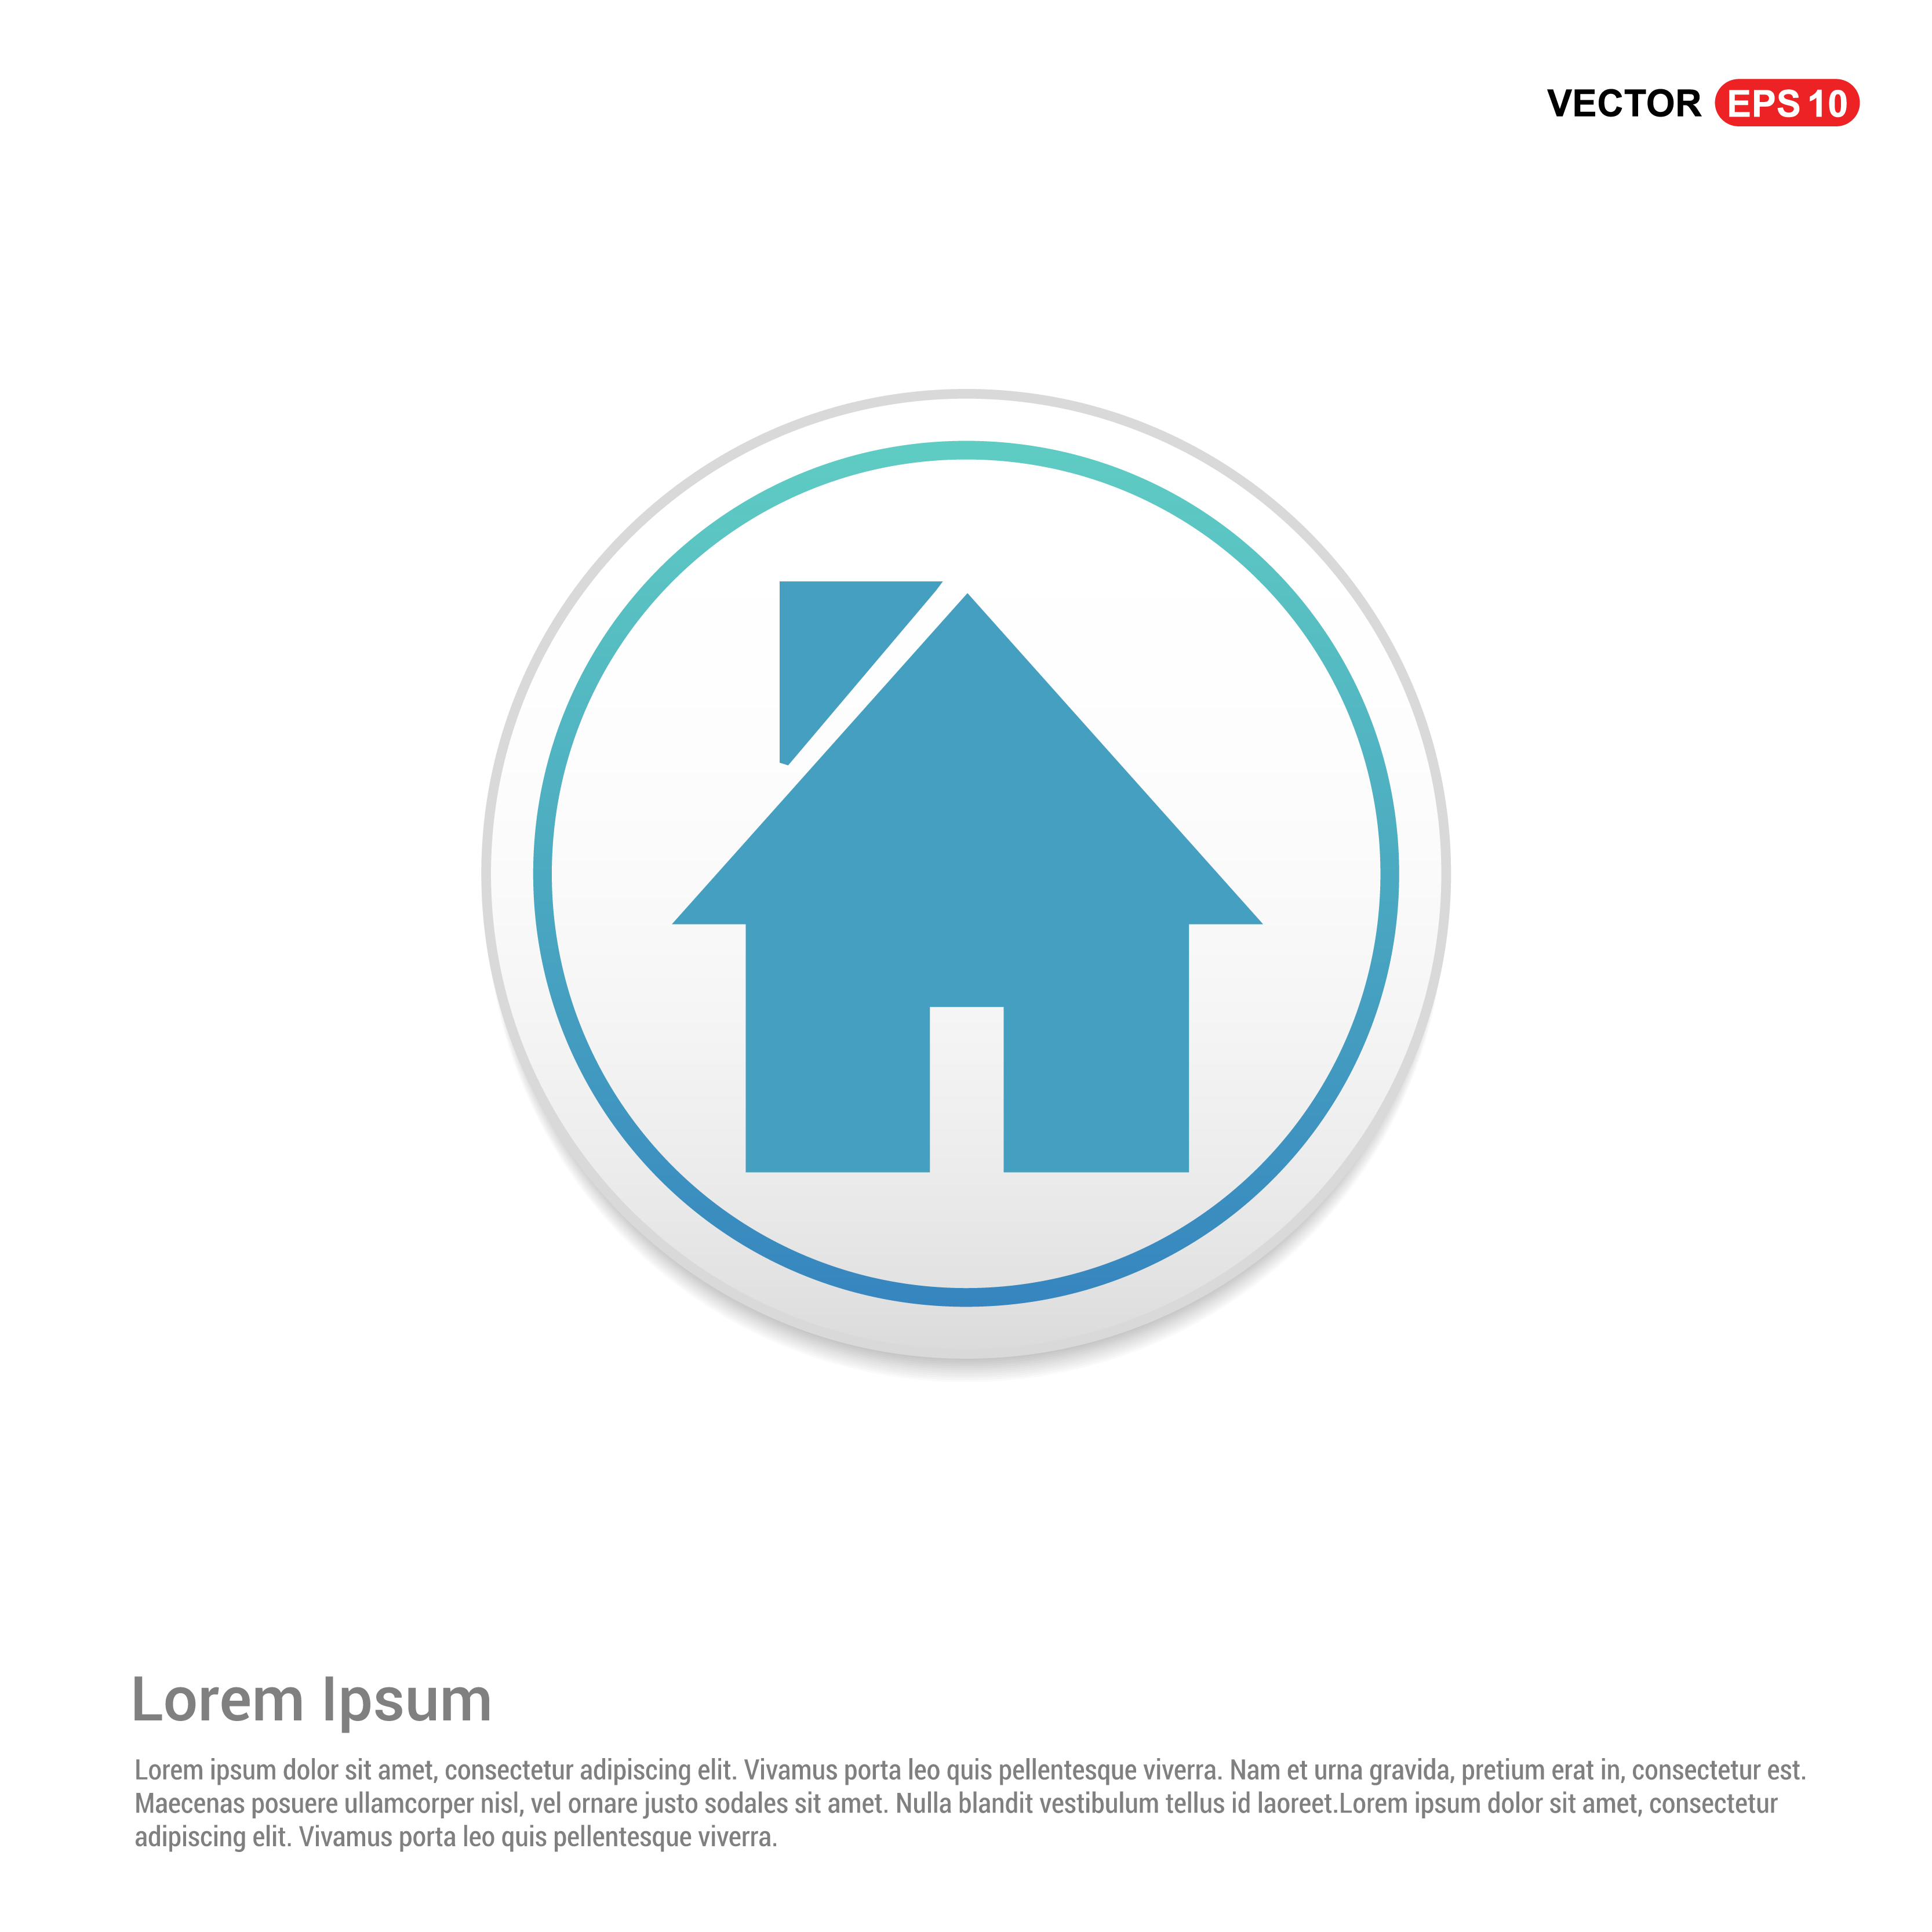 VECTOR EPS 10
Lorem Ipsum
Lorem ipsum dolor sit amet, consectetur adipiscing elit. Vivamus porta leo quis pellentesque viverra. Nam et urna gravida, pretium erat in, consectetur est.
Maecenas posuere ullamcorper nisl, vel ornare justo sodales sit amet. Nulla blandit vestibulum tellus id laoreet.Lorem ipsum dolor sit amet, consectetur
adipiscing elit. Vivamus porta leo quis pellentesque viverra.